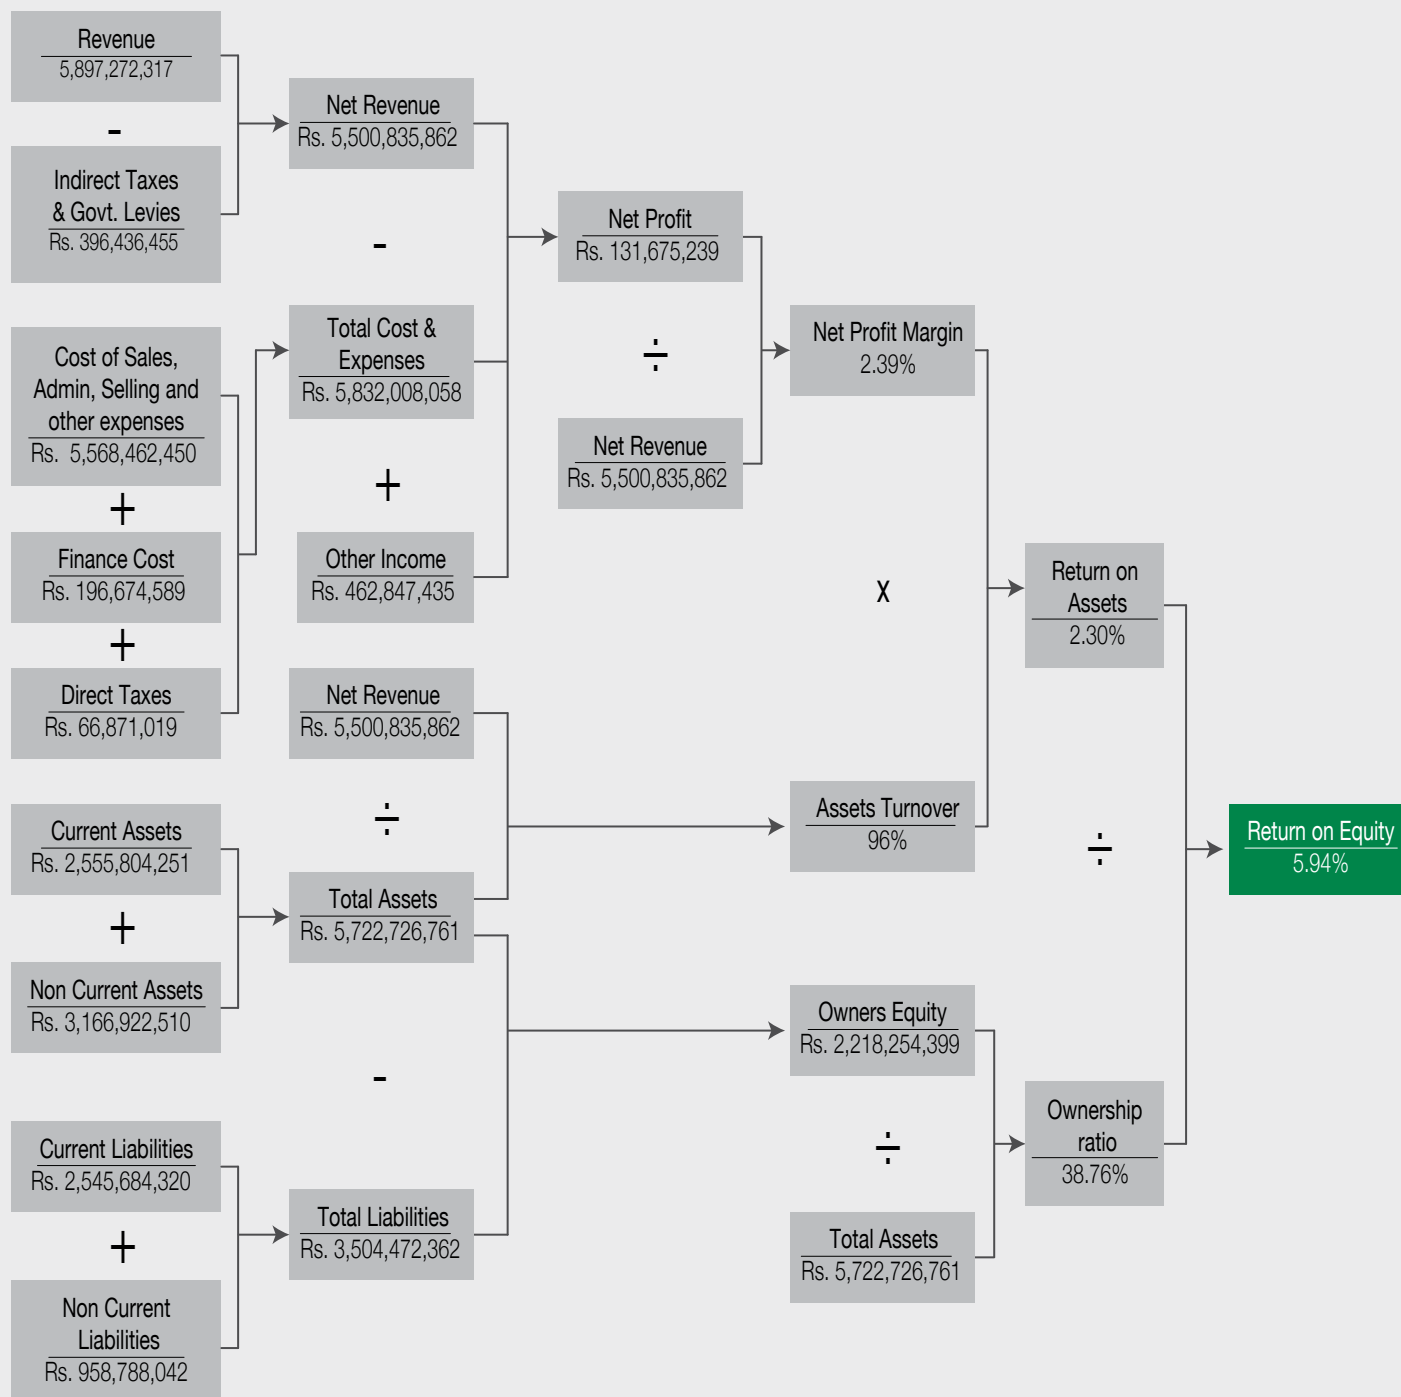 Revenue
5,897,272,317
-
Indirect Taxes
& Govt. Levies
Rs. 396,436,455
Net Revenue
Rs. 5,500,835,862
-
Cost of Sales,
Admin, Selling and
other expenses
Rs. 5,568,462,450
+
Finance Cost
Rs. 196,674,589
+
Direct Taxes
Rs. 66,871,019
Total Cost &
Expenses
Rs. 5,832,008,058
+
Other Income
Rs. 462,847,435
Net Profit
Rs. 131,675,239
÷
Net Revenue
Rs. 5,500,835,862
Net Profit Margin
2.39%
x
Net Revenue
Rs. 5,500,835,862
÷
Current Assets
Rs. 2,555,804,251
+
Non Current Assets
Rs. 3,166,922,510
Total Assets
Rs. 5,722,726,761
Assets Turnover
96%
Return on
Assets
2.30%
÷
-
Current Liabilities
Rs. 2,545,684,320
+
Non Current
Liabilities
Rs. 958,788,042
Total Liabilities
Rs. 3,504,472,362
Owners Equity
Rs. 2,218,254,399
÷
Total Assets
Rs. 5,722,726,761
Ownership
ratio
38.76%
Return on Equity
5.94%